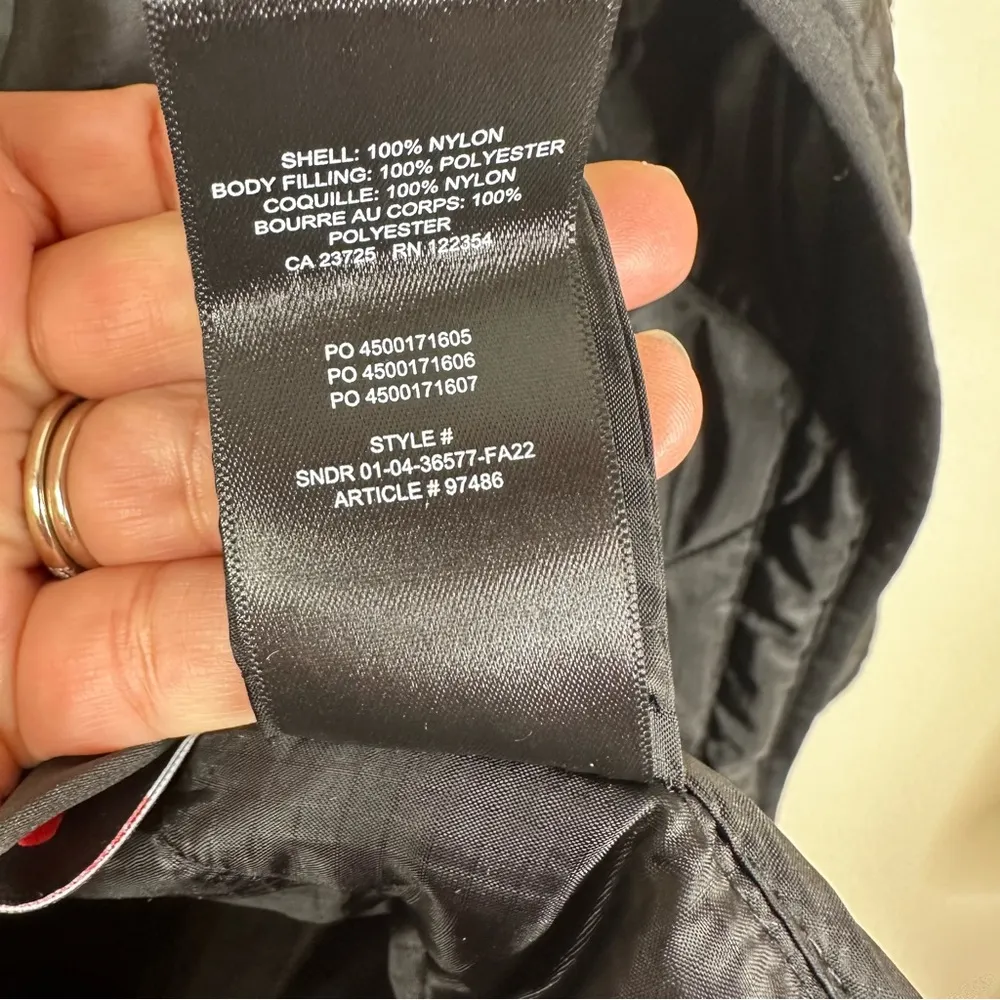 SHELL: 100% NYLON
BODY FILLING: 100% POLYESTER
COQUILLE: 100% NYLON
BOURRE AU CORPS: 100%
POLYESTER
CA 23725 RN 122354
PO 4500171605
PO 4500171606
PO 4500171607
STYLE #
SNDR 01-04-36577-FA22
ARTICLE # 97486